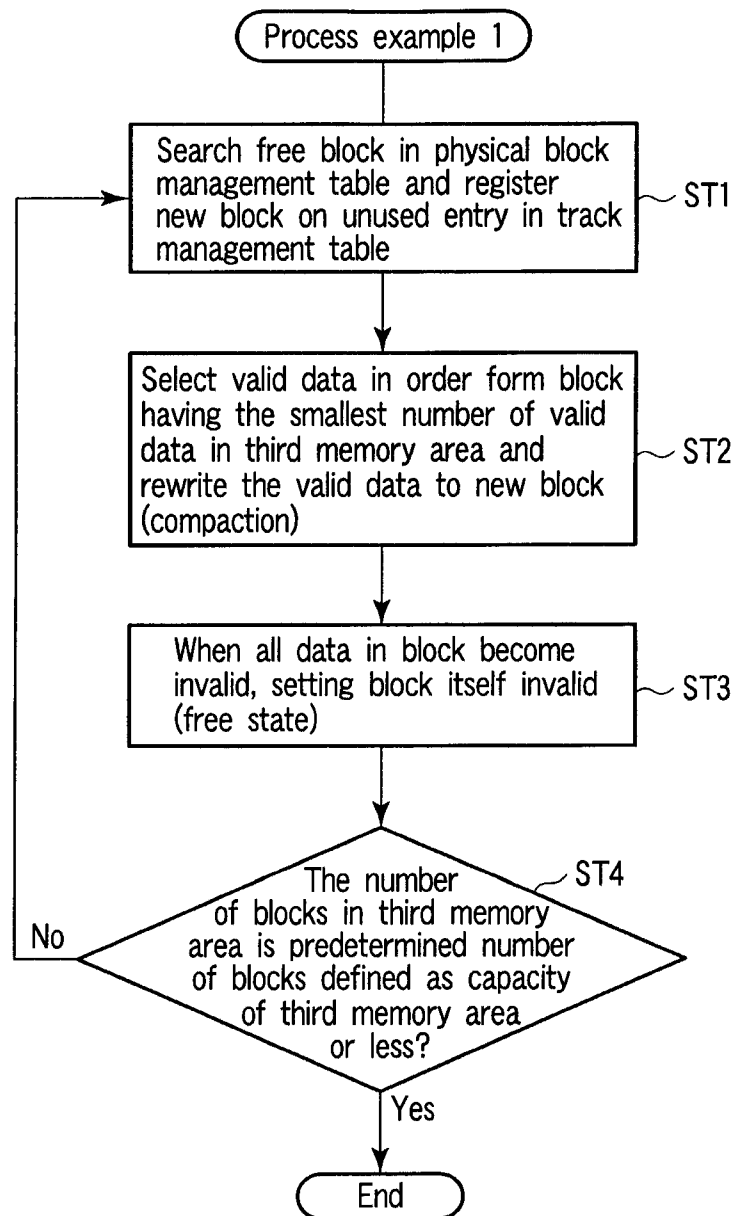 Process example 1
Search free block in physical block
management table and register
new block on unused entry in track
management table
ST1
Select valid data in order form block
having the smallest number of valid
data in third memory area and
rewrite the valid data to new block
(compaction)
ST2
When all data in block become
invalid, setting block itself invalid
(free state)
ST3
The number
of blocks in third memory
area is predetermined number
of blocks defined as capacity
of third memory area
or less?
ST4
No
Yes
End